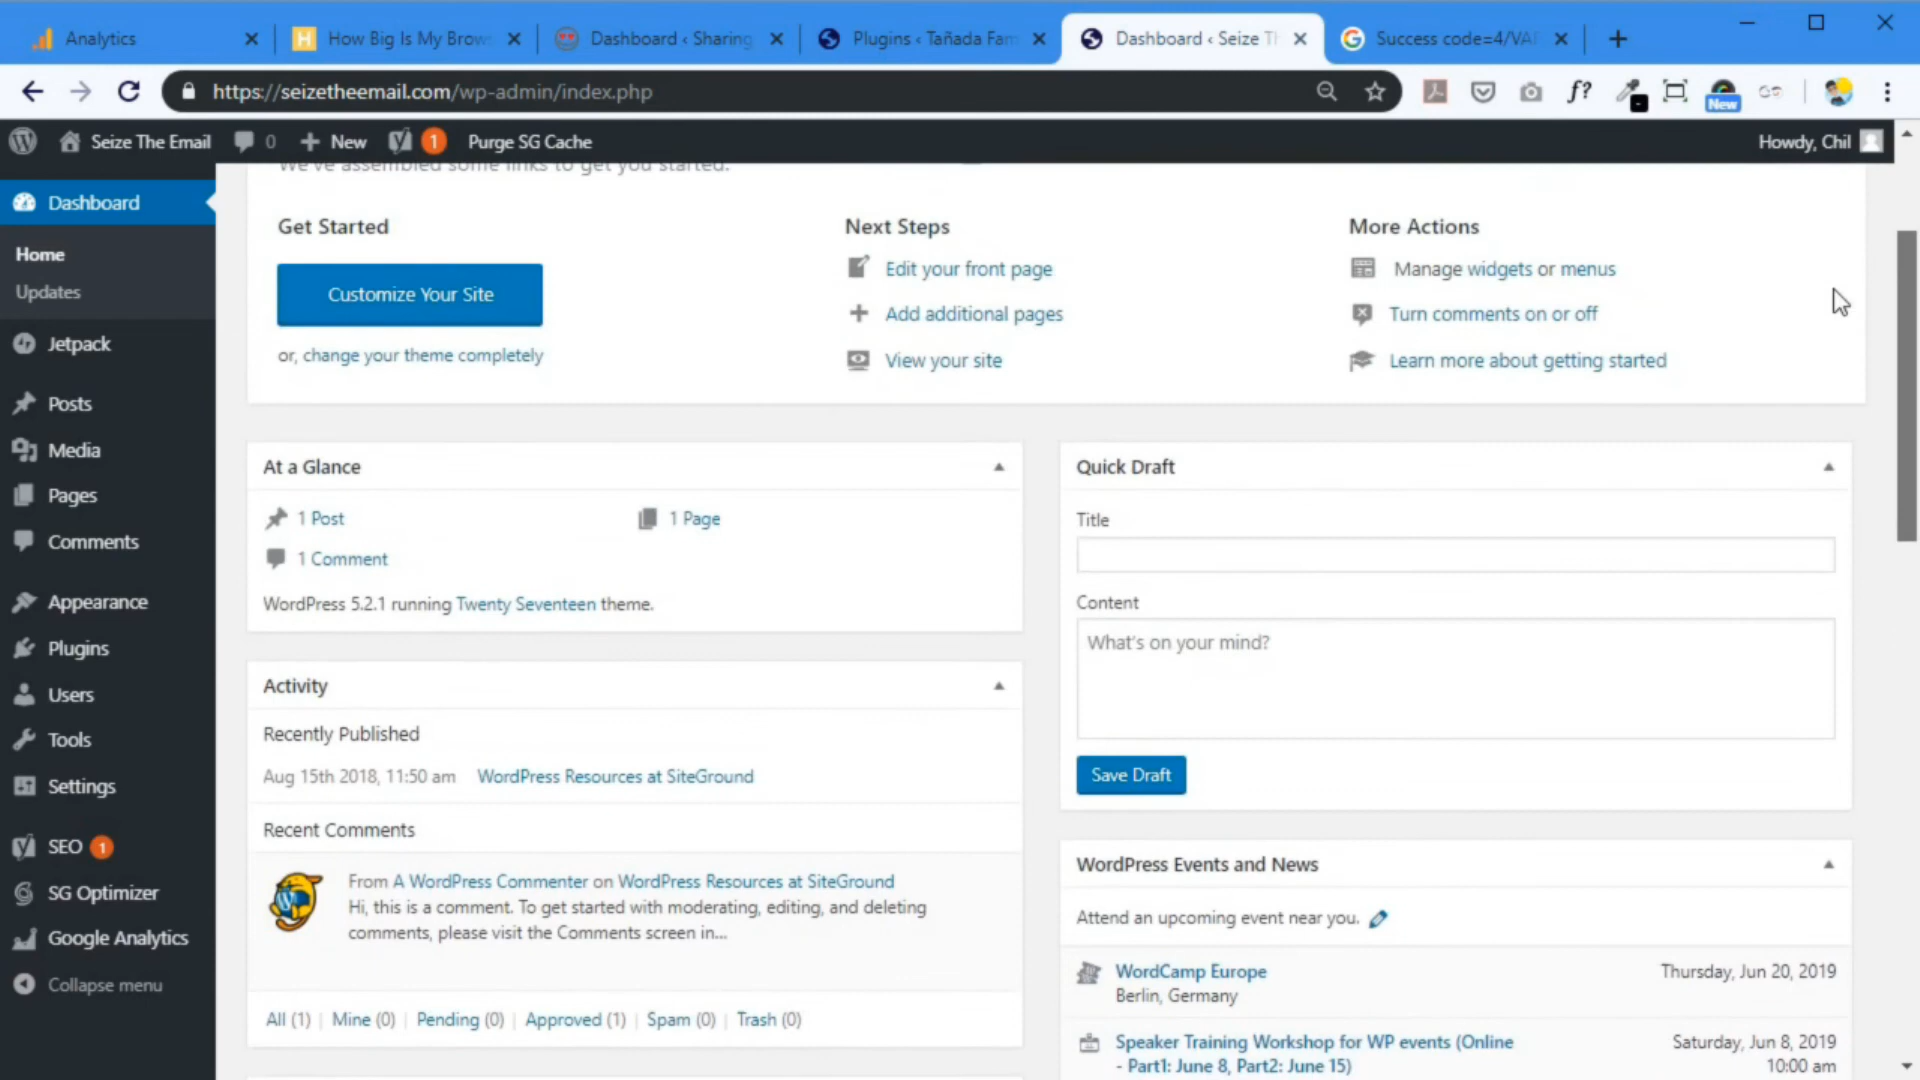 Analytics
How Big Is My Brow
Dashboard ‹ Sharing
Plugins ‹ Tañada Fam
Dashboard ‹ Seize Th
Success code=4/VAF
https://seizetheemail.com/wp-admin/index.php
f?
New
Seize The Email
0
New
1
Purge SG Cache
Howdy, Chil
We've assembled some links to get you started.
Dashboard
Home
Updates
Jetpack
Posts
Media
Pages
Comments
Appearance
Plugins
Users
Tools
Settings
SEO 1
SG Optimizer
Google Analytics
Collapse menu
Get Started
Customize Your Site
or, change your theme completely
Next Steps
Edit your front page
Add additional pages
View your site
More Actions
Manage widgets or menus
Turn comments on or off
Learn more about getting started
At a Glance
1 Post
1 Page
1 Comment
WordPress 5.2.1 running Twenty Seventeen theme.
Activity
Recently Published
Aug 15th 2018, 11:50 am WordPress Resources at SiteGround
Recent Comments
From A WordPress Commenter on WordPress Resources at SiteGround
Hi, this is a comment. To get started with moderating, editing, and deleting
comments, please visit the Comments screen in...
All (1) | Mine (0) | Pending (0) | Approved (1) | Spam (0) | Trash (0)
Quick Draft
Title
Content
What's on your mind?
Save Draft
WordPress Events and News
Attend an upcoming event near you.
WordCamp Europe
Berlin, Germany
Thursday, Jun 20, 2019
Speaker Training Workshop for WP events (Online
- Part1: June 8, Part2: June 15)
Saturday, Jun 8, 2019
10:00 am